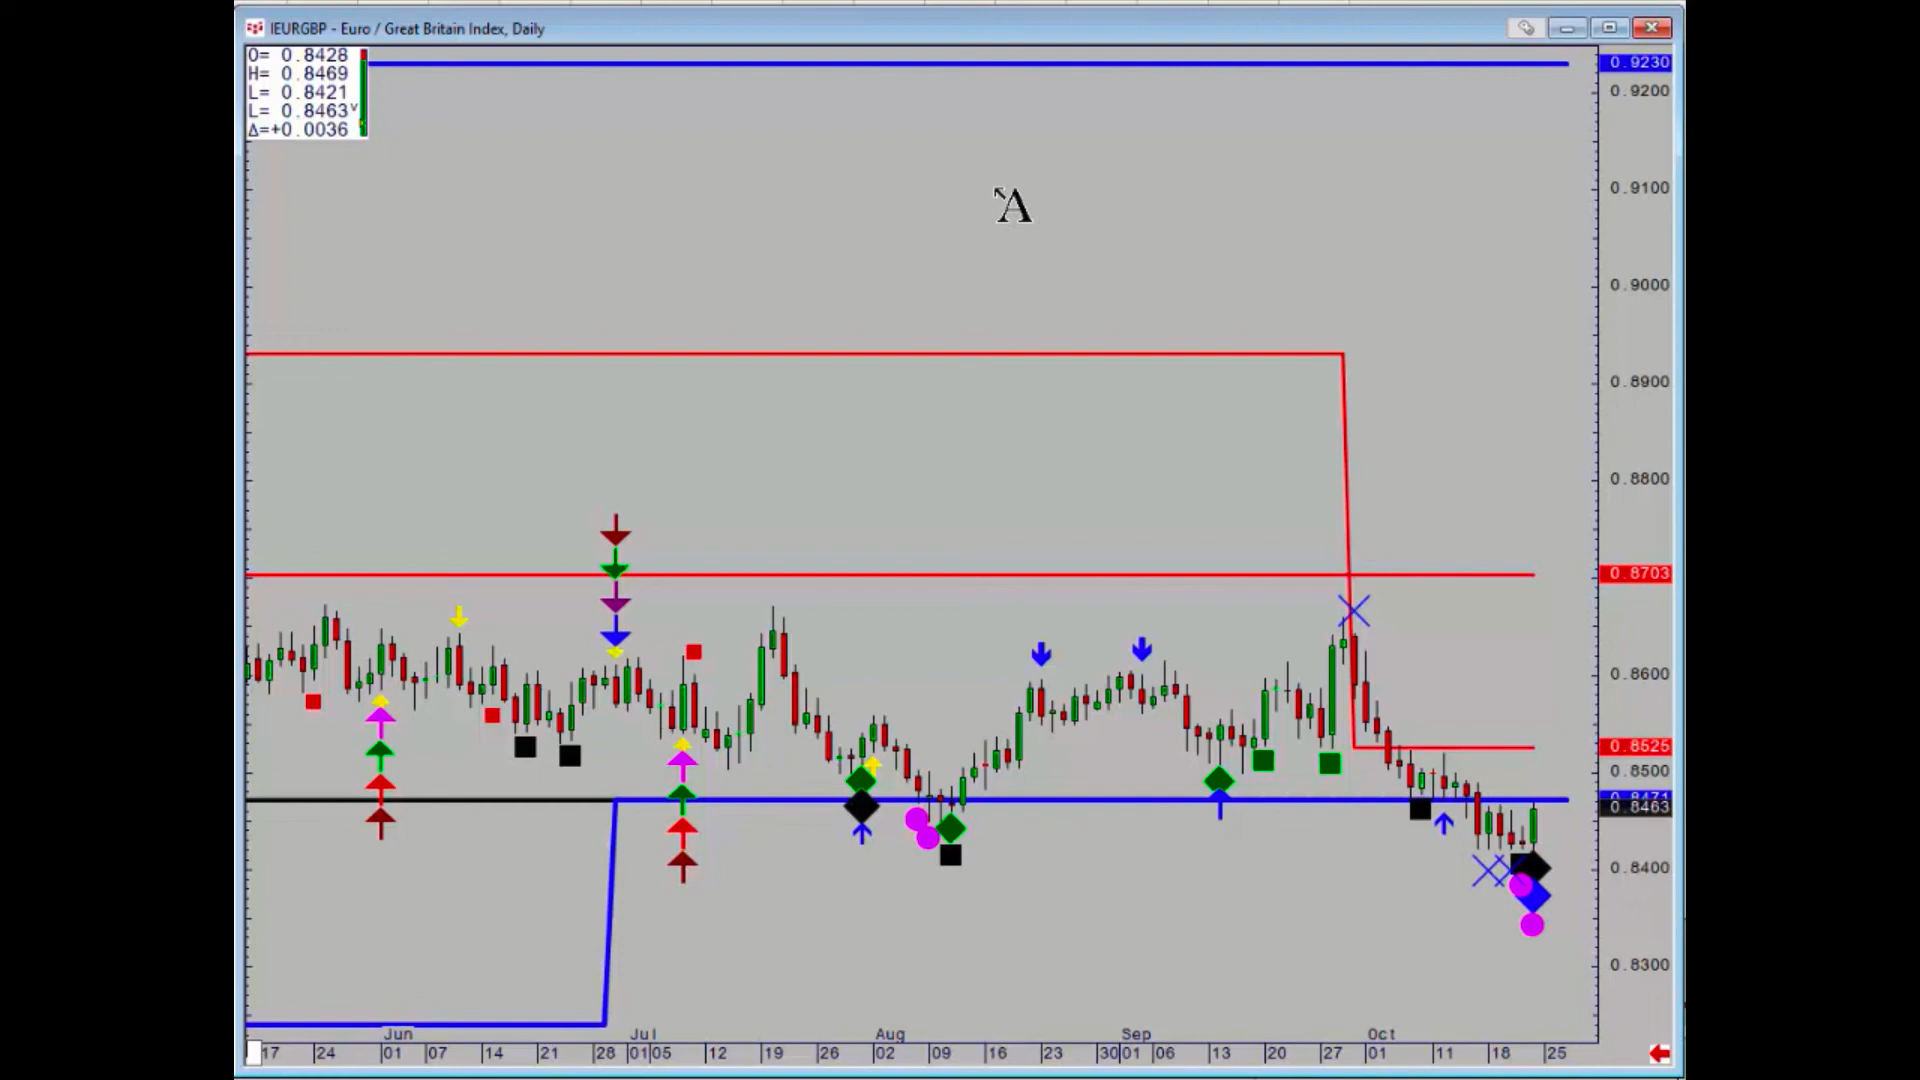 IEURGBP - Euro / Great Britain Index, Daily
O= 0.8428
H= 0.8469
L= 0.8421
L= 0.8463v
Δ=+0.0036
A
0.9230
0.9200
0.9100
0.9000
0.8900
0.8800
0.8703
0.8600
0.8525
0.8500
0.8471
0.8463
0.8400
0.8300
Jun Jul Aug Sep Oct
17 24 01 07 14 21 28 01 05 12 19 26 02 09 16 23 30 01 06 13 20 27 01 11 18 25